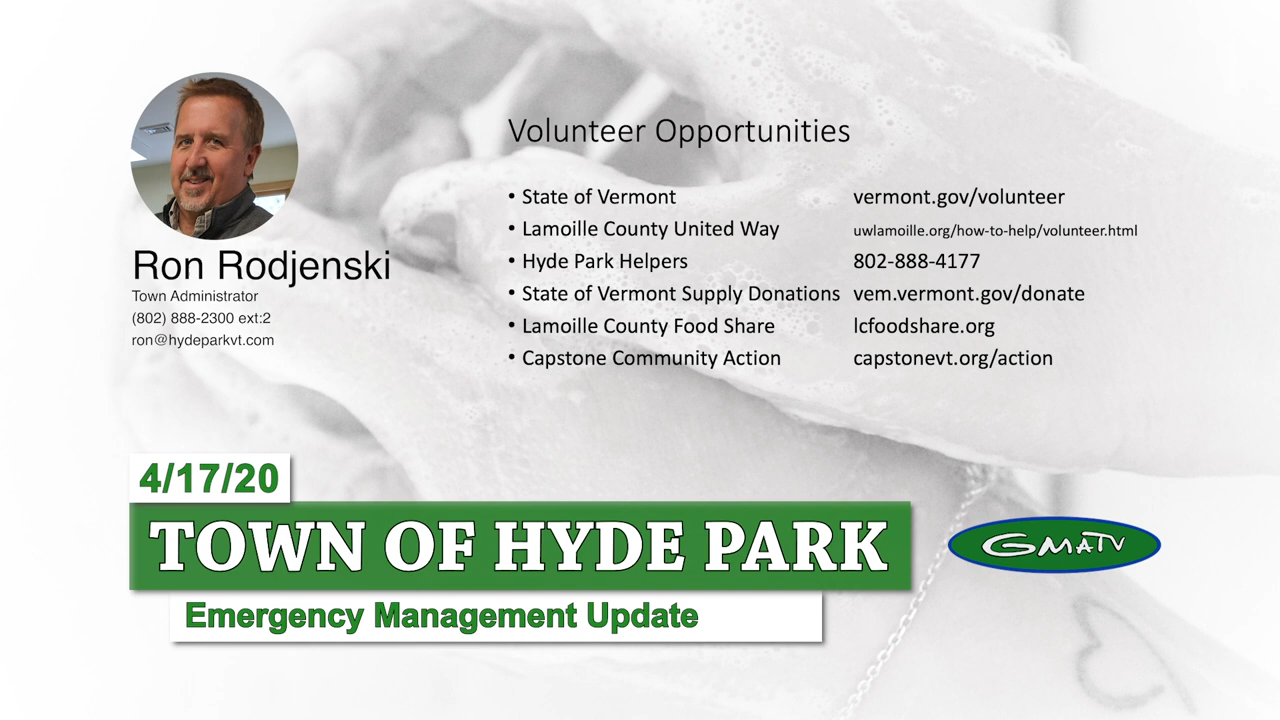 Ron Rodjenski
Town Administrator
(802) 888-2300 ext:2
ron@hydeparkvt.com
Volunteer Opportunities
• State of Vermont vermont.gov/volunteer
• Lamoille County United Way uwlamoille.org/how-to-help/volunteer.html
• Hyde Park Helpers 802-888-4177
• State of Vermont Supply Donations vem.vermont.gov/donate
• Lamoille County Food Share lcfoodshare.org
• Capstone Community Action capstonevt.org/action
4/17/20
TOWN OF HYDE PARK
GMATV
Emergency Management Update